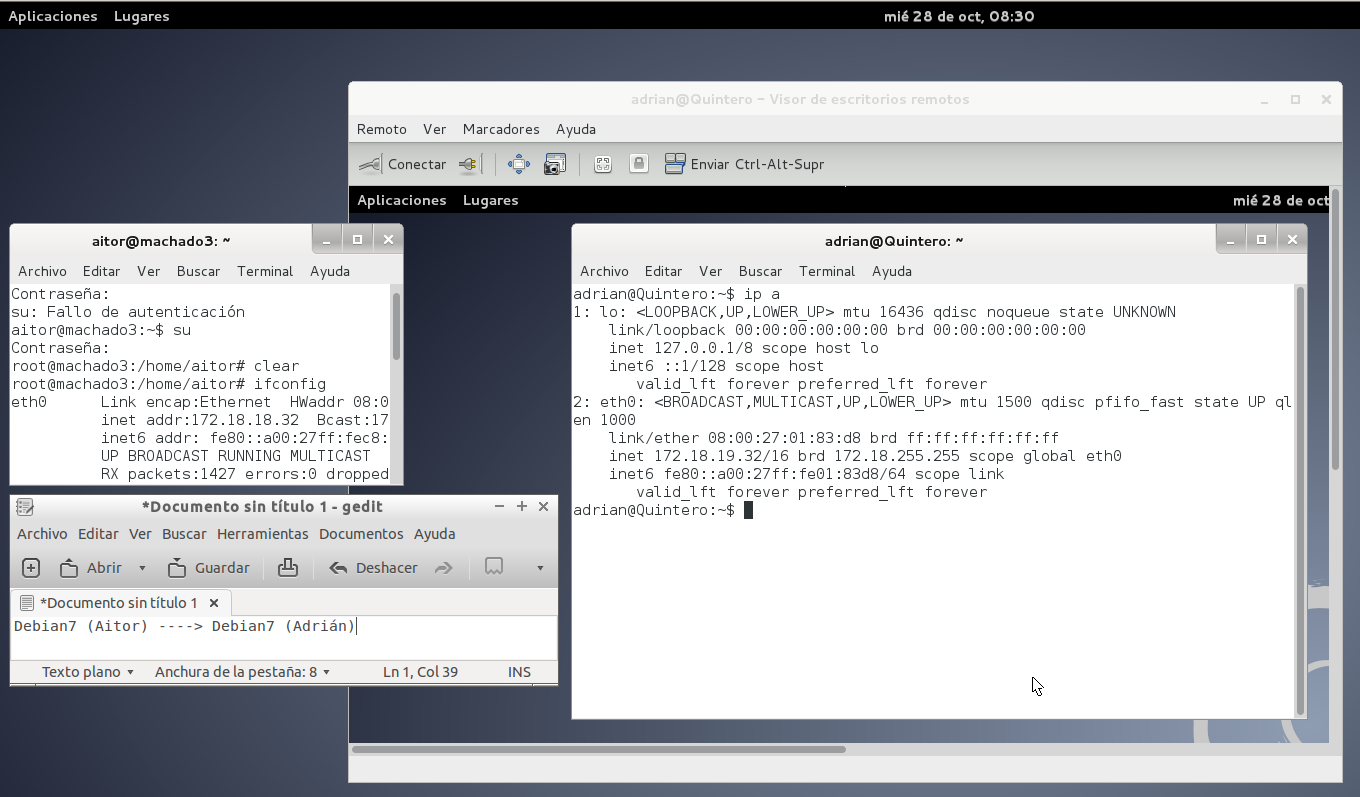 Aplicaciones Lugares mié 28 de oct, 08:30
adrian@Quintero - Visor de escritorios remotos
Remoto Ver Marcadores Ayuda
Conectar Enviar Ctrl-Alt-Supr
Aplicaciones Lugares mié 28 de oct
aitor@machado3: ~
Archivo Editar Ver Buscar Terminal Ayuda
Contraseña:
su: Fallo de autenticación
aitor@machado3:~$ su
Contraseña:
root@machado3:/home/aitor# clear
root@machado3:/home/aitor# ifconfig
eth0      Link encap:Ethernet  HWaddr 08:0
          inet addr:172.18.18.32  Bcast:17
          inet6 addr: fe80::a00:27ff:fec8:
          UP BROADCAST RUNNING MULTICAST
          RX packets:1427 errors:0 dropped
adrian@Quintero: ~
Archivo Editar Ver Buscar Terminal Ayuda
adrian@Quintero:~$ ip a
1: lo: <LOOPBACK,UP,LOWER_UP> mtu 16436 qdisc noqueue state UNKNOWN
    link/loopback 00:00:00:00:00:00 brd 00:00:00:00:00:00
    inet 127.0.0.1/8 scope host lo
    inet6 ::1/128 scope host
       valid_lft forever preferred_lft forever
2: eth0: <BROADCAST,MULTICAST,UP,LOWER_UP> mtu 1500 qdisc pfifo_fast state UP ql
en 1000
    link/ether 08:00:27:01:83:d8 brd ff:ff:ff:ff:ff:ff
    inet 172.18.19.32/16 brd 172.18.255.255 scope global eth0
    inet6 fe80::a00:27ff:fe01:83d8/64 scope link
       valid_lft forever preferred_lft forever
adrian@Quintero:~$
*Documento sin título 1 - gedit
Archivo Editar Ver Buscar Herramientas Documentos Ayuda
Abrir Guardar Deshacer
*Documento sin título 1
Debian7 (Aitor) ----> Debian7 (Adrián)
Texto plano Anchura de la pestaña: 8 Ln 1, Col 39 INS